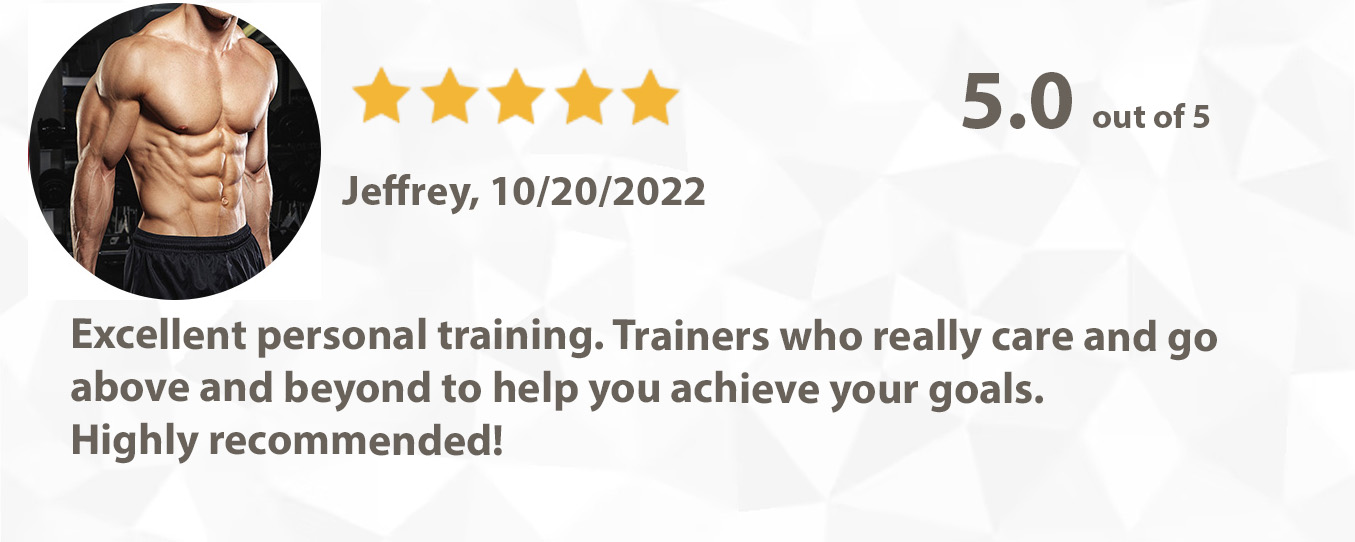 5.0 out of 5
Jeffrey, 10/20/2022
Excellent personal training. Trainers who really care and go
above and beyond to help you achieve your goals.
Highly recommended!